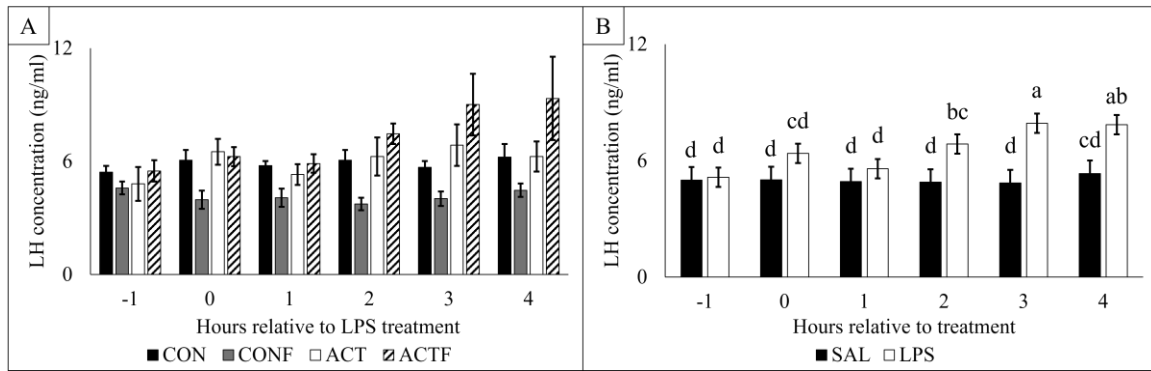 A
12
6
0
LH concentration (ng/ml)
-1 0 1 2 3 4
Hours relative to LPS treatment
CON CONF ACT ACTF
B
12
6
0
LH concentration (ng/ml)
d d d cd d d d bc d a cd ab
-1 0 1 2 3 4
Hours relative to treatment
SAL LPS